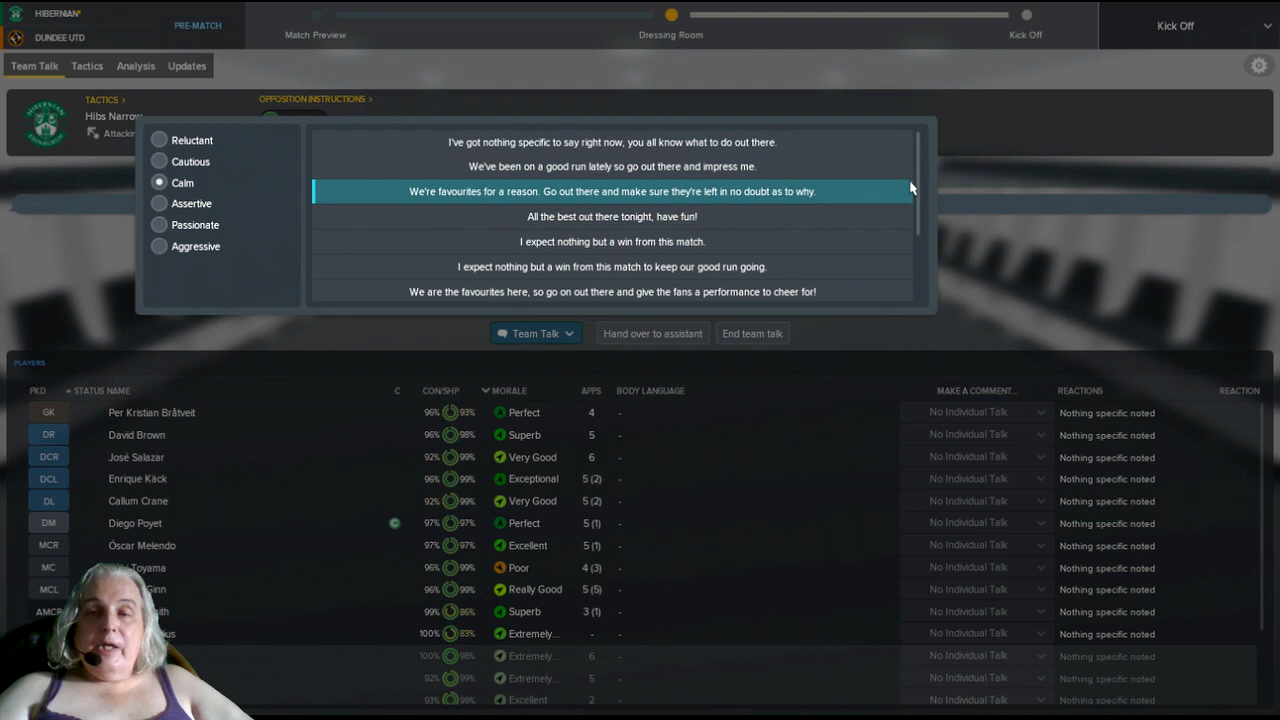 HIBERNIAN
DUNDEE UTD
PRE-MATCH
Match Preview
Dressing Room
Kick Off
Kick Off
Team Talk
Tactics
Analysis
Updates
TACTICS >
Hibs Narrow
Attacking
OPPOSITION INSTRUCTIONS >
Reluctant
Cautious
Calm
Assertive
Passionate
Aggressive
I've got nothing specific to say right now, you all know what to do out there.
We've been on a good run lately so go out there and impress me.
We're favourites for a reason. Go out there and make sure they're left in no doubt as to why.
All the best out there tonight, have fun!
I expect nothing but a win from this match.
I expect nothing but a win from this match to keep our good run going.
We are the favourites here, so go on out there and give the fans a performance to cheer for!
Team Talk
Hand over to assistant
End team talk
PLAYERS
PKD STATUS NAME C CON/SHP MORALE APPS BODY LANGUAGE MAKE A COMMENT... REACTIONS REACTION
GK Per Kristian Bråtveit 96% 93% Perfect 4 - No Individual Talk Nothing specific noted
DR David Brown 96% 98% Superb 5 - No Individual Talk Nothing specific noted
DCR José Salazar 92% 99% Very Good 6 - No Individual Talk Nothing specific noted
DCL Enrique Käck 96% 99% Exceptional 5 (2) - No Individual Talk Nothing specific noted
DL Callum Crane 92% 99% Very Good 5 (2) - No Individual Talk Nothing specific noted
DM Diego Poyet C 97% 97% Perfect 5 (1) - No Individual Talk Nothing specific noted
MCR Óscar Melendo 97% 97% Excellent 5 (1) - No Individual Talk Nothing specific noted
MC Toyama 96% 99% Poor 4 (3) - No Individual Talk Nothing specific noted
MCL Ginn 96% 99% Really Good 5 (5) - No Individual Talk Nothing specific noted
AMCR 99% 86% Superb 3 (1) - No Individual Talk Nothing specific noted
100% 83% Extremely... - - No Individual Talk Nothing specific noted
100% 98% Extremely... 6 - No Individual Talk Nothing specific noted
92% 99% Extremely... 5 - No Individual Talk Nothing specific noted
93% 99% Excellent 2 - No Individual Talk Nothing specific noted